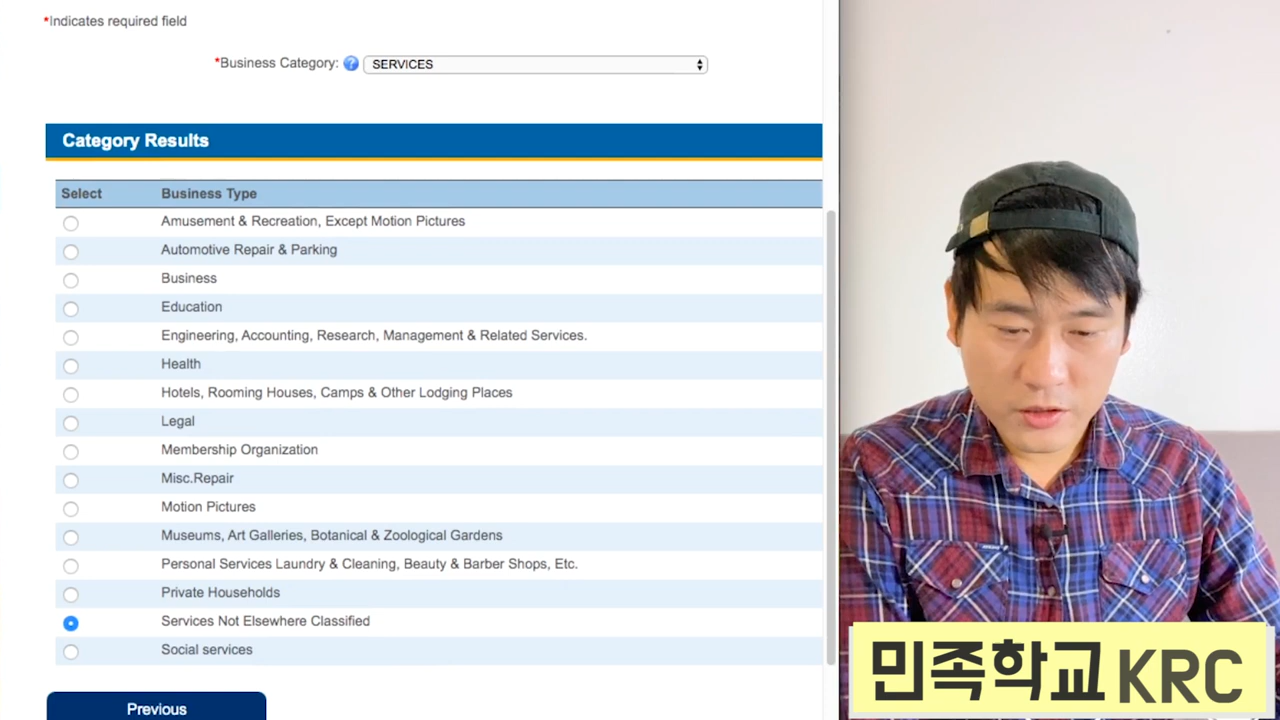 *Indicates required field
*Business Category: ? SERVICES
Category Results
Select Business Type
Amusement & Recreation, Except Motion Pictures
Automotive Repair & Parking
Business
Education
Engineering, Accounting, Research, Management & Related Services.
Health
Hotels, Rooming Houses, Camps & Other Lodging Places
Legal
Membership Organization
Misc.Repair
Motion Pictures
Museums, Art Galleries, Botanical & Zoological Gardens
Personal Services Laundry & Cleaning, Beauty & Barber Shops, Etc.
Private Households
Services Not Elsewhere Classified
Social services
Previous
민족학교 KRC